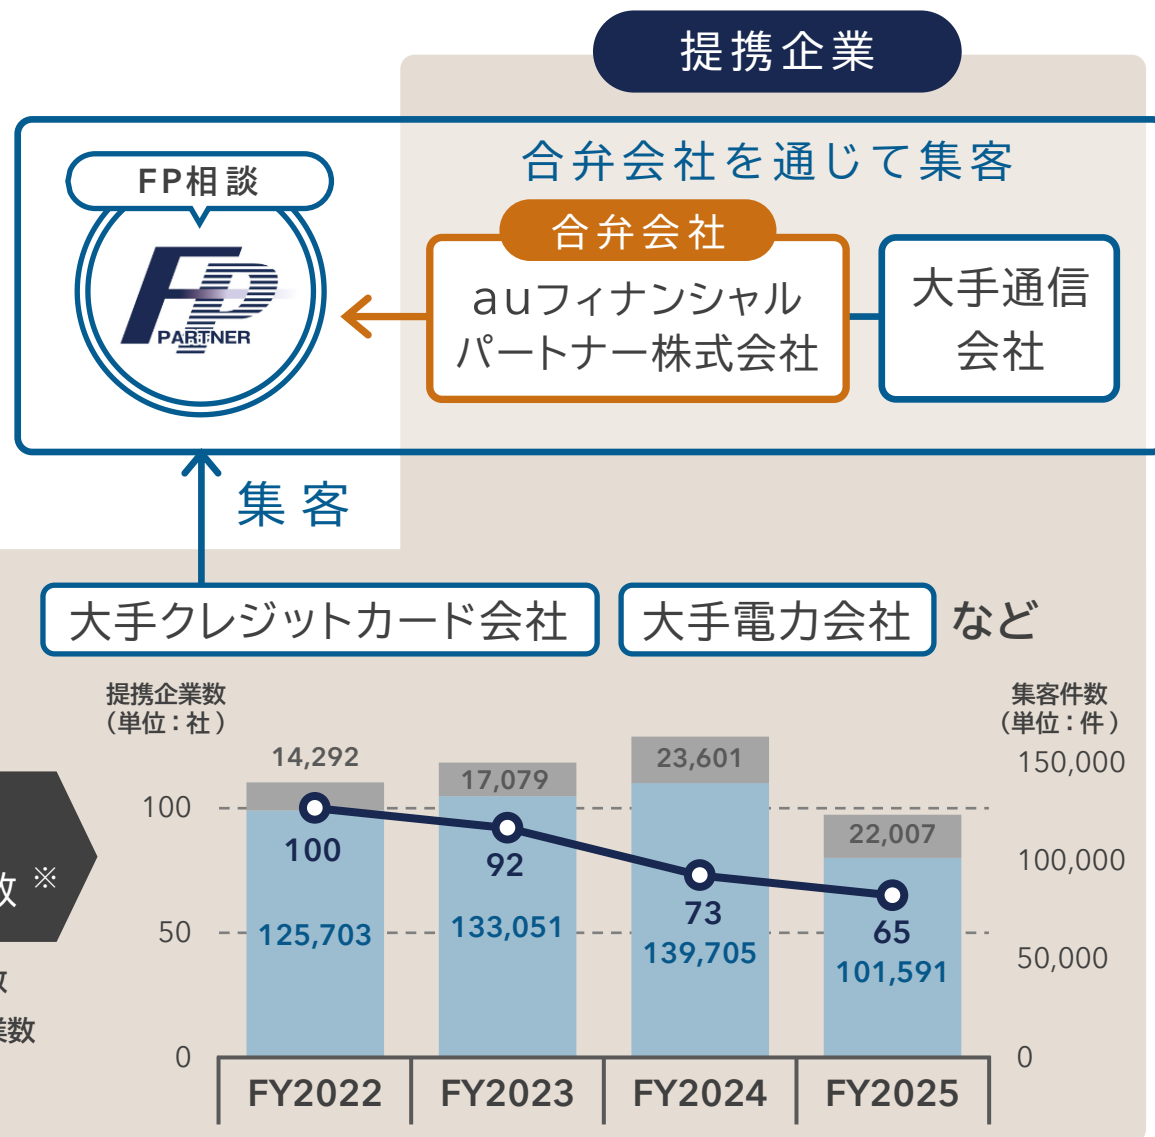 提携企業
合弁会社を通じて集客
FP相談
FP
PARTNER
合弁会社
auフィナンシャル
パートナー株式会社
大手通信
会社
集客
大手クレジットカード会社
大手電力会社
など
提携企業数
（単位：社）
集客件数
（単位：件）
150,000
100,000
50,000
0
100
50
0
14,292
17,079
23,601
22,007
100
92
73
65
125,703
133,051
139,705
101,591
数※
数
業数
FY2022
FY2023
FY2024
FY2025